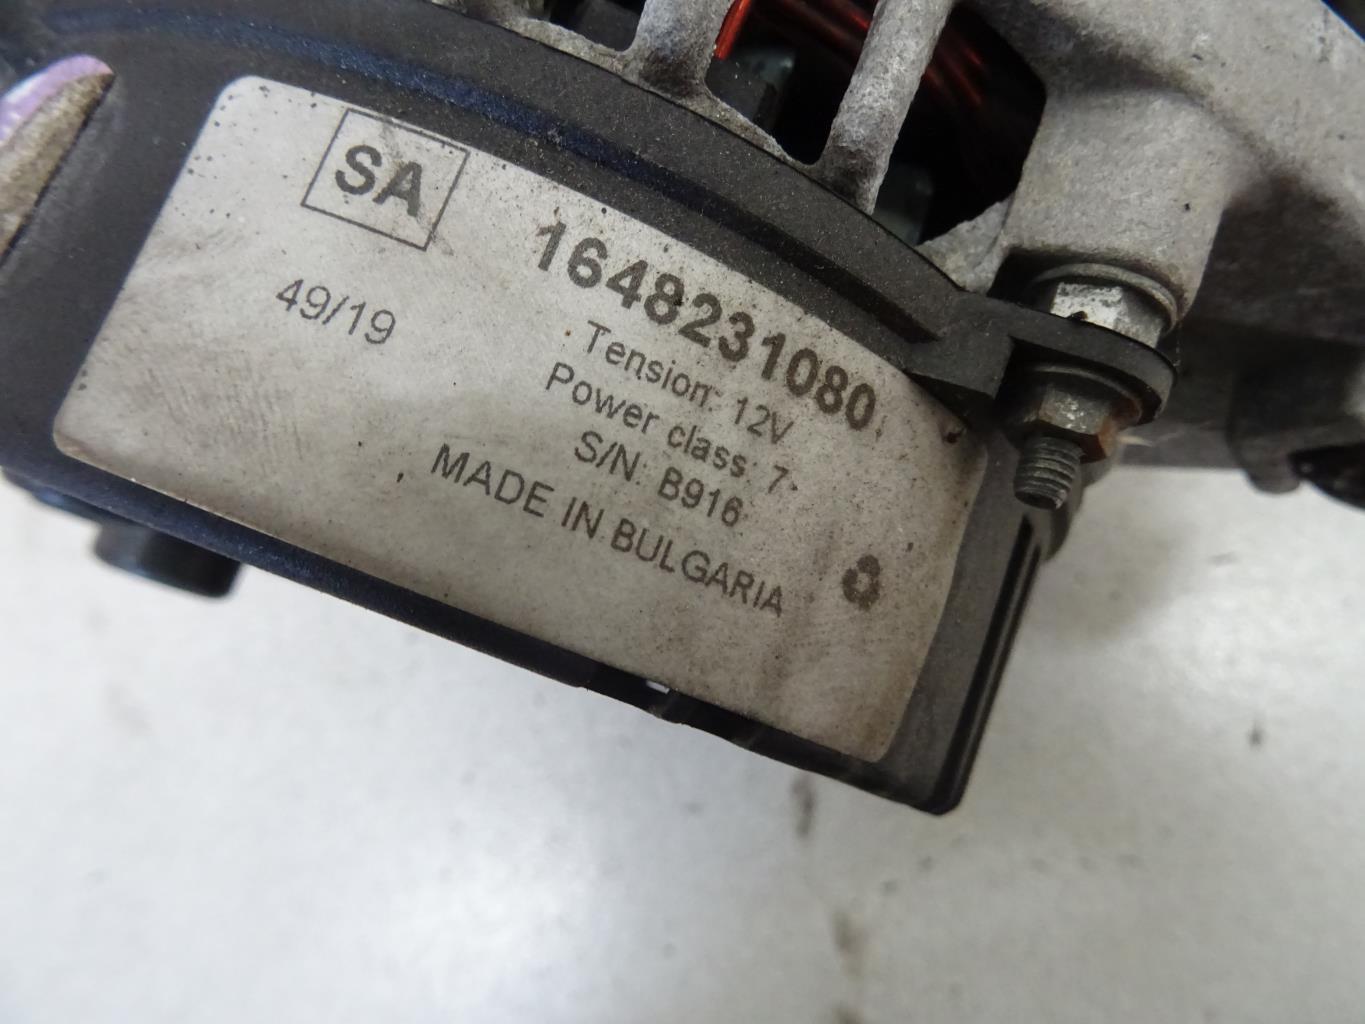 SA
1648231080
49/19
Tension: 12V
Power class: 7
S/N: B916
MADE IN BULGARIA